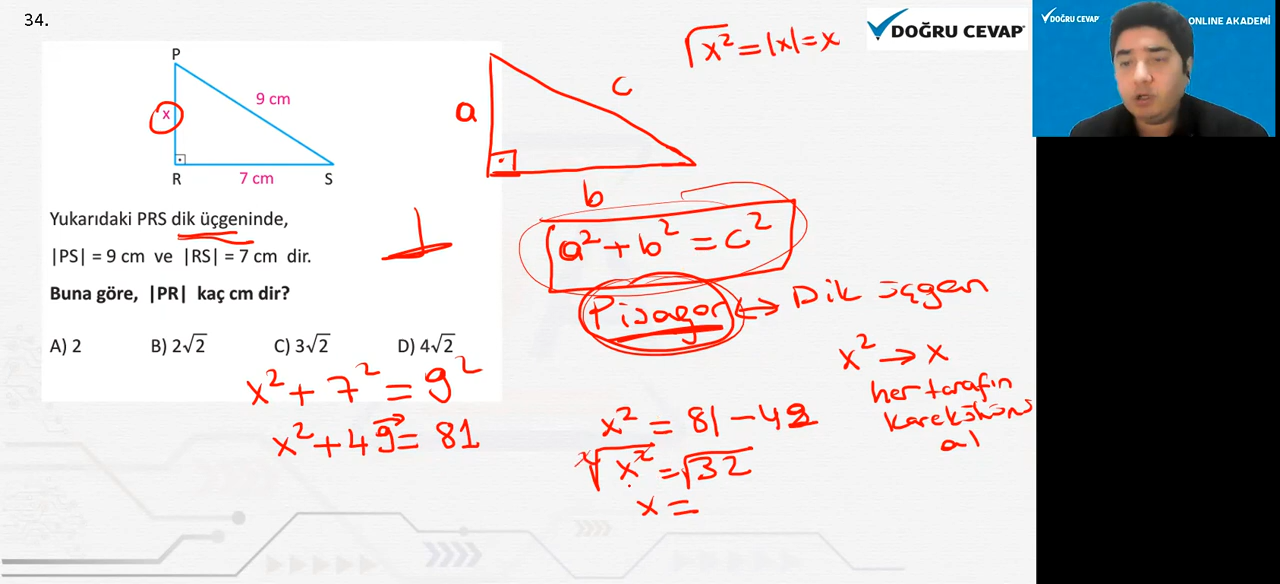 34.
P
x
9 cm
R
7 cm
S
Yukarıdaki PRS dik üçgeninde,
|PS| = 9 cm ve |RS| = 7 cm dir.
Buna göre, |PR| kaç cm dir?
A) 2 B) 2√2 C) 3√2 D) 4√2
x² + 7² = 9²
x² + 49 = 81
a
b
c
√x² = |x| = x
a² + b² = c²
Pisagor ↔ Dik üçgen
x² → x
her tarafın
karekökünü
al
x² = 81 − 49
√x² = √32
x =
DOĞRU CEVAP
DOĞRU CEVAP
ONLINE AKADEMİ